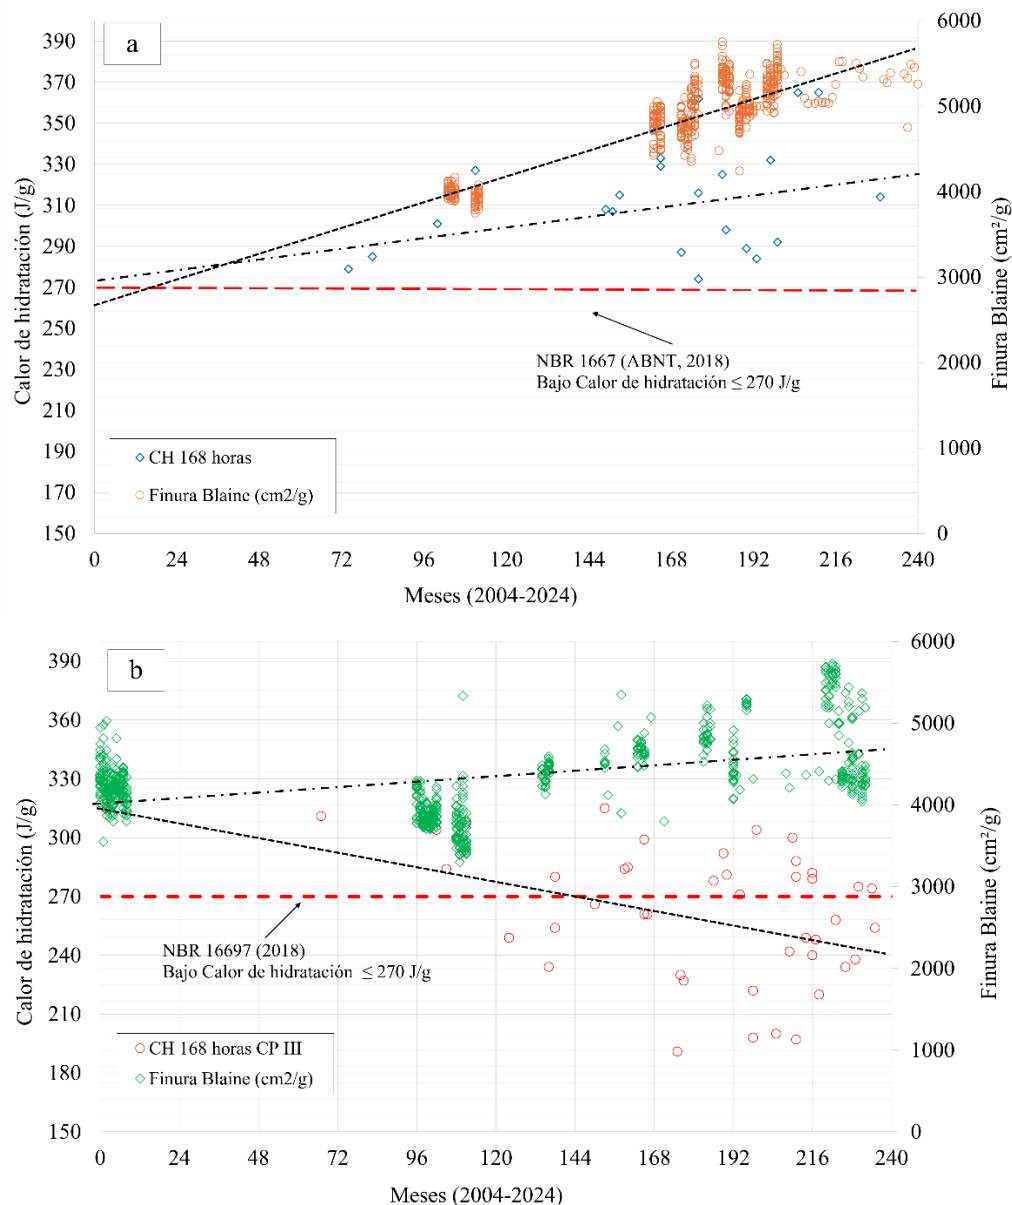 a
390
370
350
330
310
290
270
250
230
210
190
170
150
Calor de hidratación (J/g)
6000
5000
4000
3000
2000
1000
0
Finura Blaine (cm²/g)
NBR 1667 (ABNT, 2018)
Bajo Calor de hidratación ≤ 270 J/g
CH 168 horas
Finura Blaine (cm2/g)
0 24 48 72 96 120 144 168 192 216 240
Meses (2004-2024)
b
390
360
330
300
270
240
210
180
150
Calor de hidratación (J/g)
6000
5000
4000
3000
2000
1000
0
Finura Blaine (cm²/g)
NBR 16697 (2018)
Bajo Calor de hidratación ≤ 270 J/g
CH 168 horas CP III
Finura Blaine (cm2/g)
0 24 48 72 96 120 144 168 192 216 240
Meses (2004-2024)